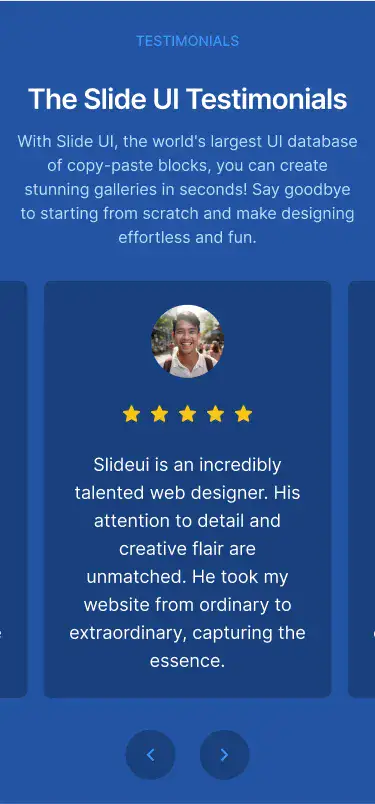 TESTIMONIALS
The Slide UI Testimonials
With Slide UI, the world's largest UI database
of copy-paste blocks, you can create
stunning galleries in seconds! Say goodbye
to starting from scratch and make designing
effortless and fun.
Slideui is an incredibly
talented web designer. His
attention to detail and
creative flair are
unmatched. He took my
website from ordinary to
extraordinary, capturing the
essence.